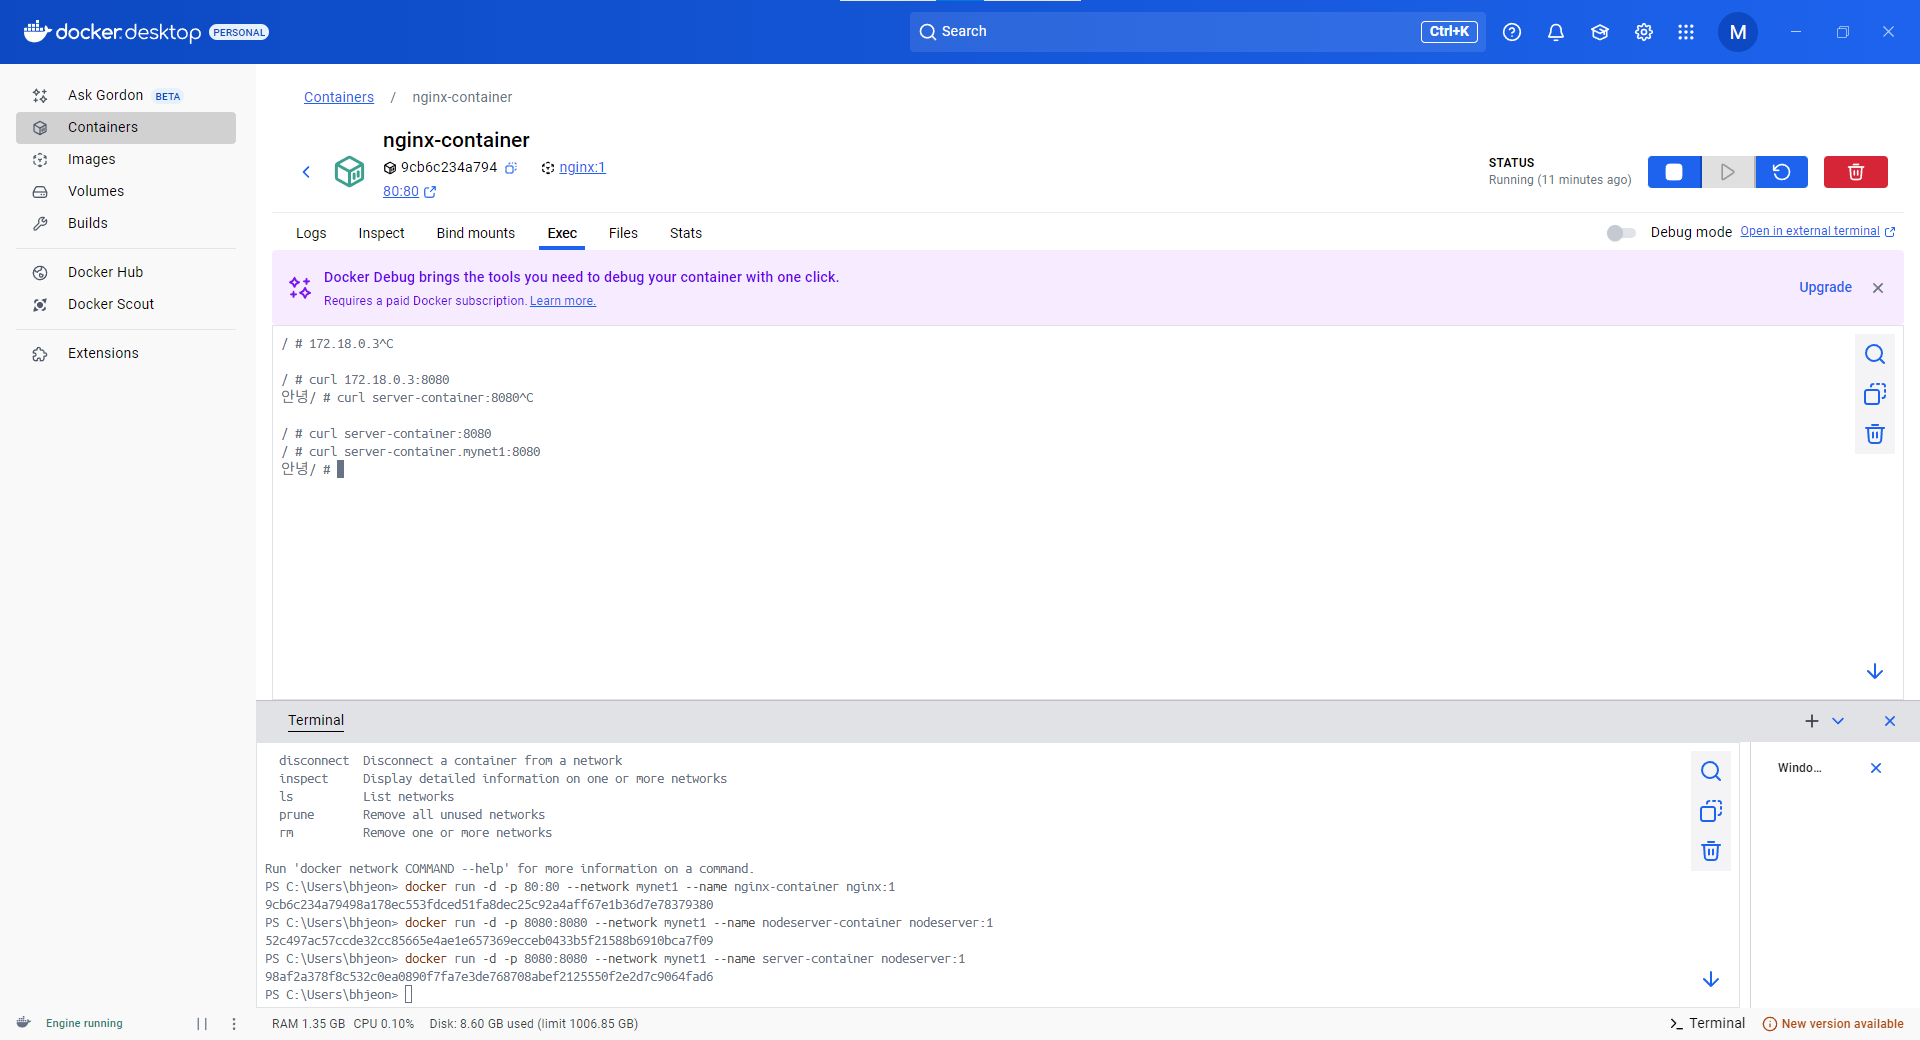 docker.desktop PERSONAL
Search Ctrl+K
M
Ask Gordon BETA
Containers
Images
Volumes
Builds
Docker Hub
Docker Scout
Extensions
Containers / nginx-container
nginx-container
9cb6c234a794 nginx:1
80:80
STATUS
Running (11 minutes ago)
Logs Inspect Bind mounts Exec Files Stats
Debug mode Open in external terminal
Docker Debug brings the tools you need to debug your container with one click.
Requires a paid Docker subscription. Learn more.
Upgrade
/ # 172.18.0.3^C
/ # curl 172.18.0.3:8080
안녕/ # curl server-container:8080^C
/ # curl server-container:8080
/ # curl server-container.mynet1:8080
안녕/ #
Terminal
disconnect Disconnect a container from a network
inspect Display detailed information on one or more networks
ls List networks
prune Remove all unused networks
rm Remove one or more networks
Run 'docker network COMMAND --help' for more information on a command.
PS C:\Users\bhjeon> docker run -d -p 80:80 --network mynet1 --name nginx-container nginx:1
9cb6c234a79498a178ec553fdced51fa8dec25c92a4aff67e1b36d7e78379380
PS C:\Users\bhjeon> docker run -d -p 8080:8080 --network mynet1 --name nodeserver-container nodeserver:1
52c497ac57ccde32cc85665e4ae1e657369ecceb0433b5f21588b6910bca7f09
PS C:\Users\bhjeon> docker run -d -p 8080:8080 --network mynet1 --name server-container nodeserver:1
98af2a378f8c532c0ea0890f7fa7e3de768708abef2125550f2e2d7c9064fad6
PS C:\Users\bhjeon>
Windo...
Engine running
RAM 1.35 GB CPU 0.10% Disk: 8.60 GB used (limit 1006.85 GB)
Terminal
New version available